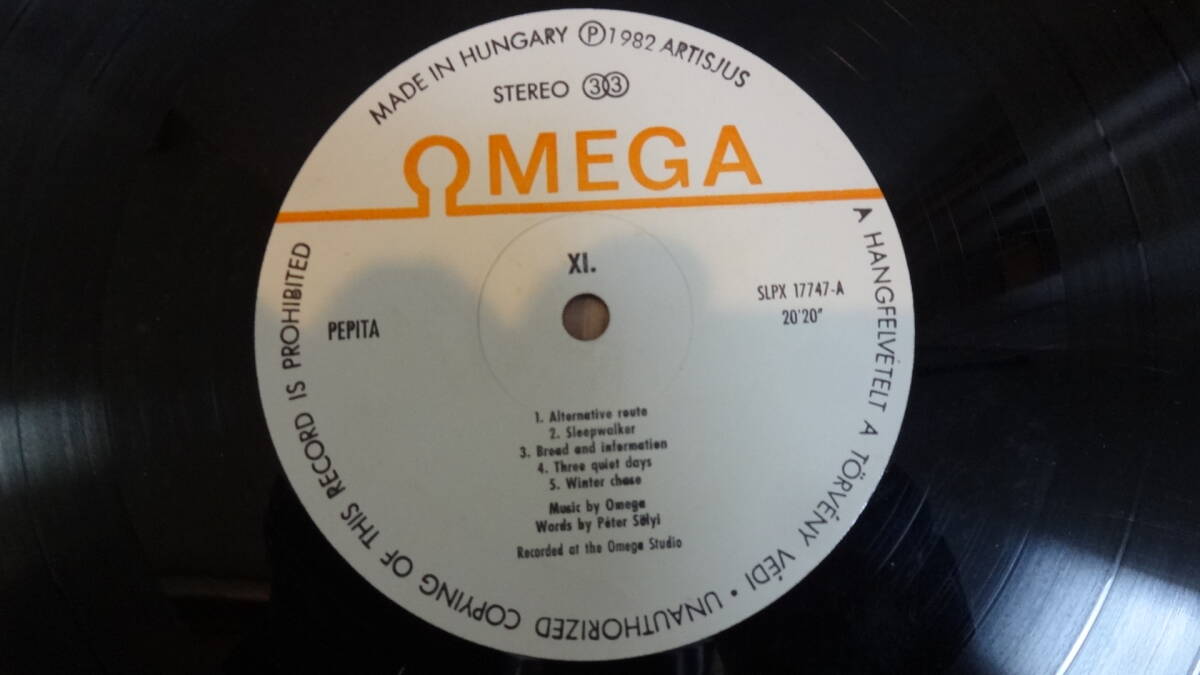 MADE IN HUNGARY Ⓟ 1982 ARTISJUS
STEREO 33
ΩMEGA
XI.
PEPITA
SLPX 17747-A
20'20"
1. Alternative route
2. Sleepwalker
3. Bread and information
4. Three quiet days
5. Winter chase
Music by Omega
Words by Péter Sülyi
Recorded at the Omega Studio
A HANGFELVÉTELT A TÖRVÉNY VÉDI • UNAUTHORIZED COPYING OF THIS RECORD IS PROHIBITED